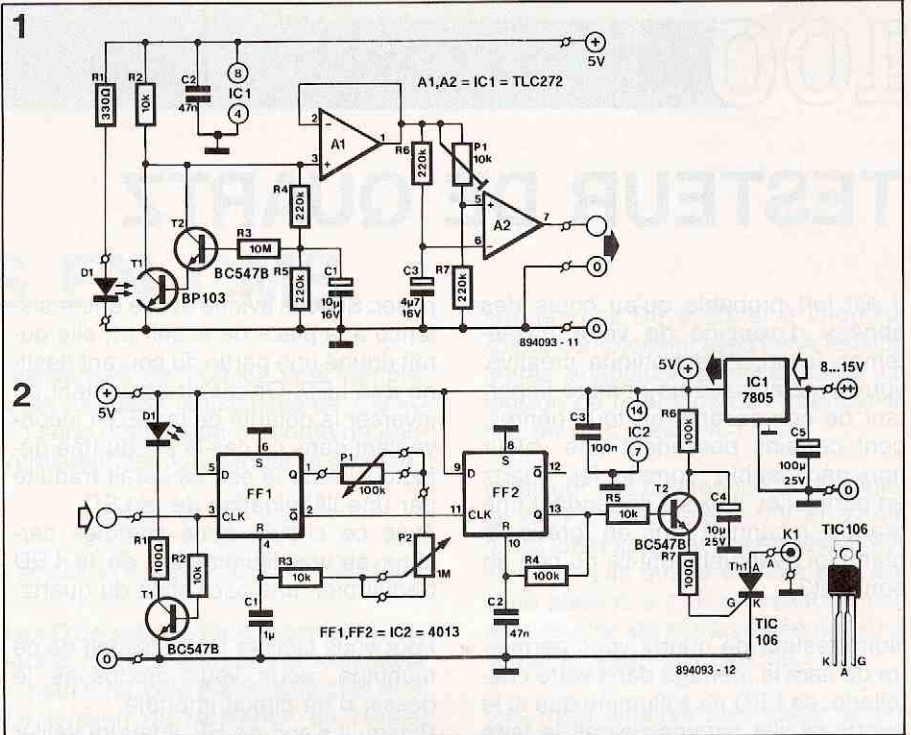 1
R1
330Ω
R2
10k
C2
47n
8
IC1
4
A1,A2 = IC1 = TLC272
+
5V
2
3
A1
1
R6
220k
P1
10k
R4
220k
5
6
A2
7
T2
R3
10M
BC547B
R5
220k
C1
10µ
16V
C3
4µ7
16V
R7
220k
D1
T1
BP103
0
894093 - 11
0
2
+
5V
D1
5
D
6
S
FF1
3
CLK
R
4
Q
1
Q
2
100k
P2
1M
R1
100Ω
R2
10k
T1
BC547B
C1
1µ
R3
10k
FF1,FF2 = IC2 = 4013
0
9
D
8
S
FF2
11
CLK
R
10
Q
12
Q
13
R4
100k
C2
47n
C3
100n
14
IC2
7
R5
10k
5V
+
R6
100k
T2
BC547B
C4
10µ
25V
100Ω
IC1
7805
8...15V
++
C5
100µ
25V
0
K1
A
A
Th1
G
K
TIC
106
TIC106
K
A
G
894093 - 12